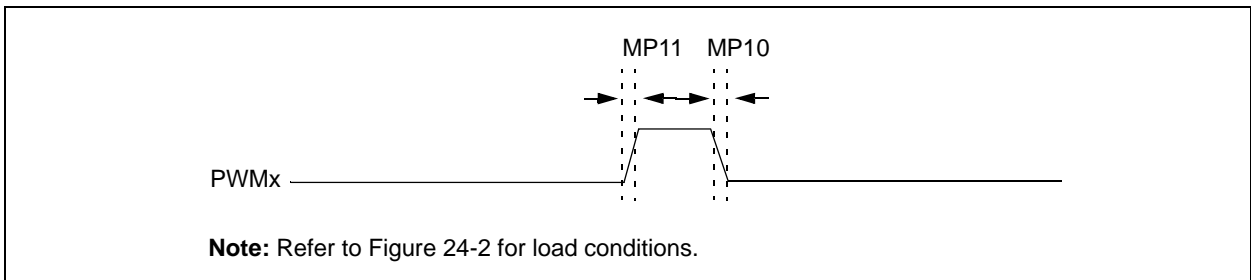 MP11 MP10
PWMx
Note: Refer to Figure 24-2 for load conditions.